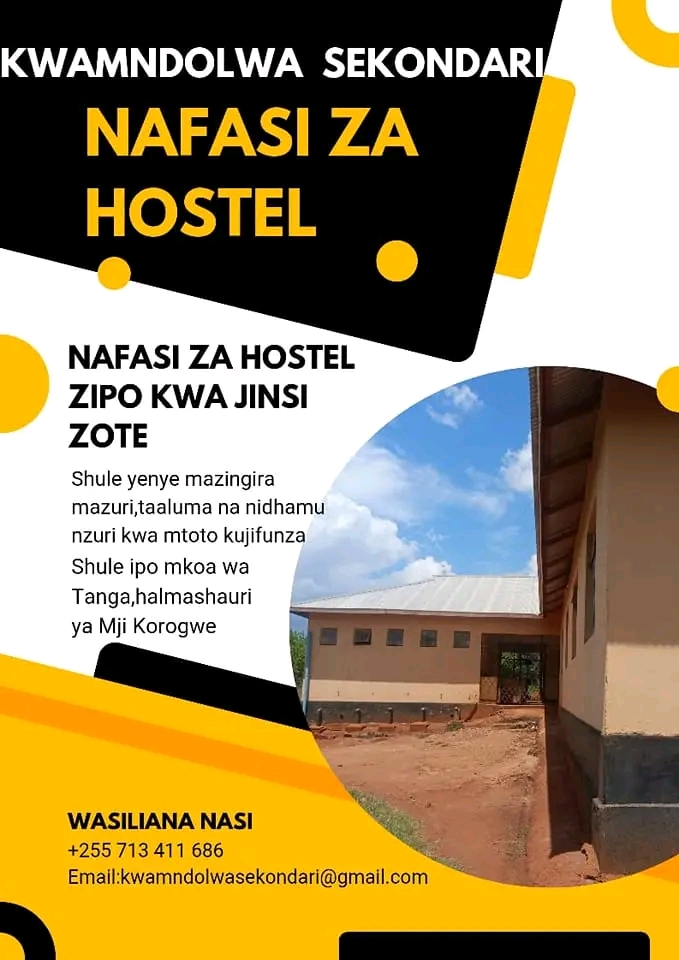 KWAMNDOLWA SEKONDARI
NAFASI ZA
HOSTEL
NAFASI ZA HOSTEL
ZIPO KWA JINSI
ZOTE
Shule yenye mazingira
mazuri,taaluma na nidhamu
nzuri kwa mtoto kujifunza
Shule ipo mkoa wa
Tanga,halmashauri
ya Mji Korogwe
WASILIANA NASI
+255 713 411 686
Email:kwamndolwasekondari@gmail.com